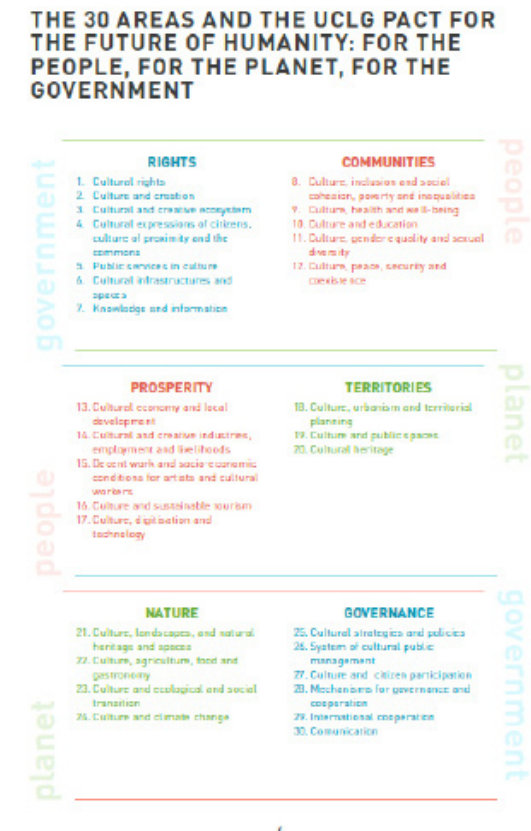 THE 30 AREAS AND THE UCLG PACT FOR
THE FUTURE OF HUMANITY: FOR THE
PEOPLE, FOR THE PLANET, FOR THE
GOVERNMENT
government
RIGHTS
1. Cultural rights
2. Culture and creation
3. Cultural and creative ecosystem
4. Cultural expressions of citizens,
culture of proximity and the
commons
5. Public services in culture
6. Cultural infrastructures and
spaces
7. Knowledge and information
COMMUNITIES
8. Culture, inclusion and social
cohesion, poverty and inequalities
9. Culture, health and well-being
10. Culture and education
11. Culture, gender equality and sexual
diversity
12. Culture, peace, security and
coexistence
people
people
PROSPERITY
13. Cultural economy and local
development
14. Cultural and creative industries,
employment and livelihoods
15. Decent work and socio-economic
conditions for artists and cultural
workers
16. Culture and sustainable tourism
17. Culture, digitisation and
technology
TERRITORIES
18. Culture, urbanism and territorial
planning
19. Culture and public spaces
20. Cultural heritage
planet
planet
NATURE
21. Culture, landscapes, and natural
heritage and spaces
22. Culture, agriculture, food and
gastronomy
23. Culture and ecological and social
transition
24. Culture and climate change
GOVERNANCE
25. Cultural strategies and policies
26. System of cultural public
management
27. Culture and citizen participation
28. Mechanisms for governance and
cooperation
29. International cooperation
30. Comunication
government